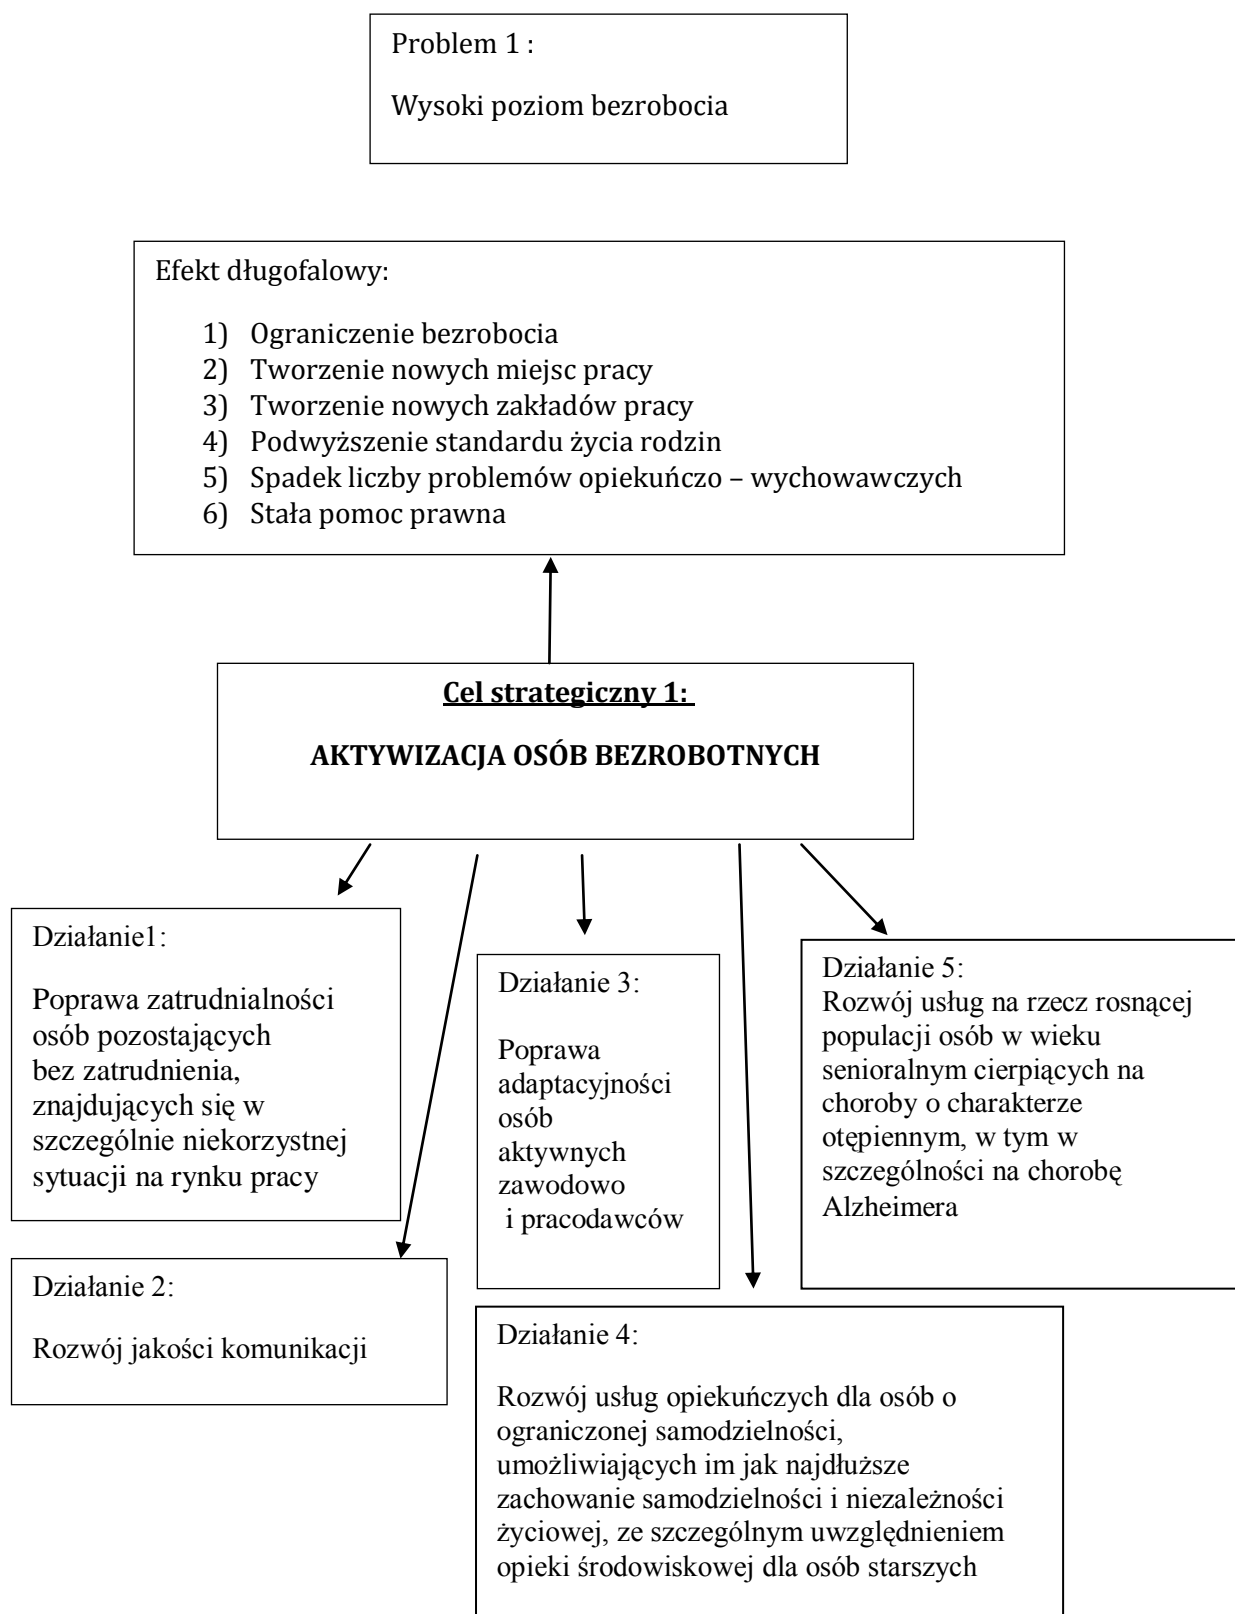 Problem 1 :
Wysoki poziom bezrobocia
Efekt długofalowy:
1) Ograniczenie bezrobocia
2) Tworzenie nowych miejsc pracy
3) Tworzenie nowych zakładów pracy
4) Podwyższenie standardu życia rodzin
5) Spadek liczby problemów opiekuńczo – wychowawczych
6) Stała pomoc prawna
Cel strategiczny 1:
AKTYWIZACJA OSÓB BEZROBOTNYCH
Działanie1:
Poprawa zatrudnialności
osób pozostających
bez zatrudnienia,
znajdujących się w
szczególnie niekorzystnej
sytuacji na rynku pracy
Działanie 2:
Rozwój jakości komunikacji
Działanie 3:
Poprawa
adaptacyjności
osób
aktywnych
zawodowo
i pracodawców
Działanie 4:
Rozwój usług opiekuńczych dla osób o
ograniczonej samodzielności,
umożliwiających im jak najdłuższe
zachowanie samodzielności i niezależności
życiowej, ze szczególnym uwzględnieniem
opieki środowiskowej dla osób starszych
Działanie 5:
Rozwój usług na rzecz rosnącej
populacji osób w wieku
senioralnym cierpiących na
choroby o charakterze
otępiennym, w tym w
szczególności na chorobę
Alzheimera